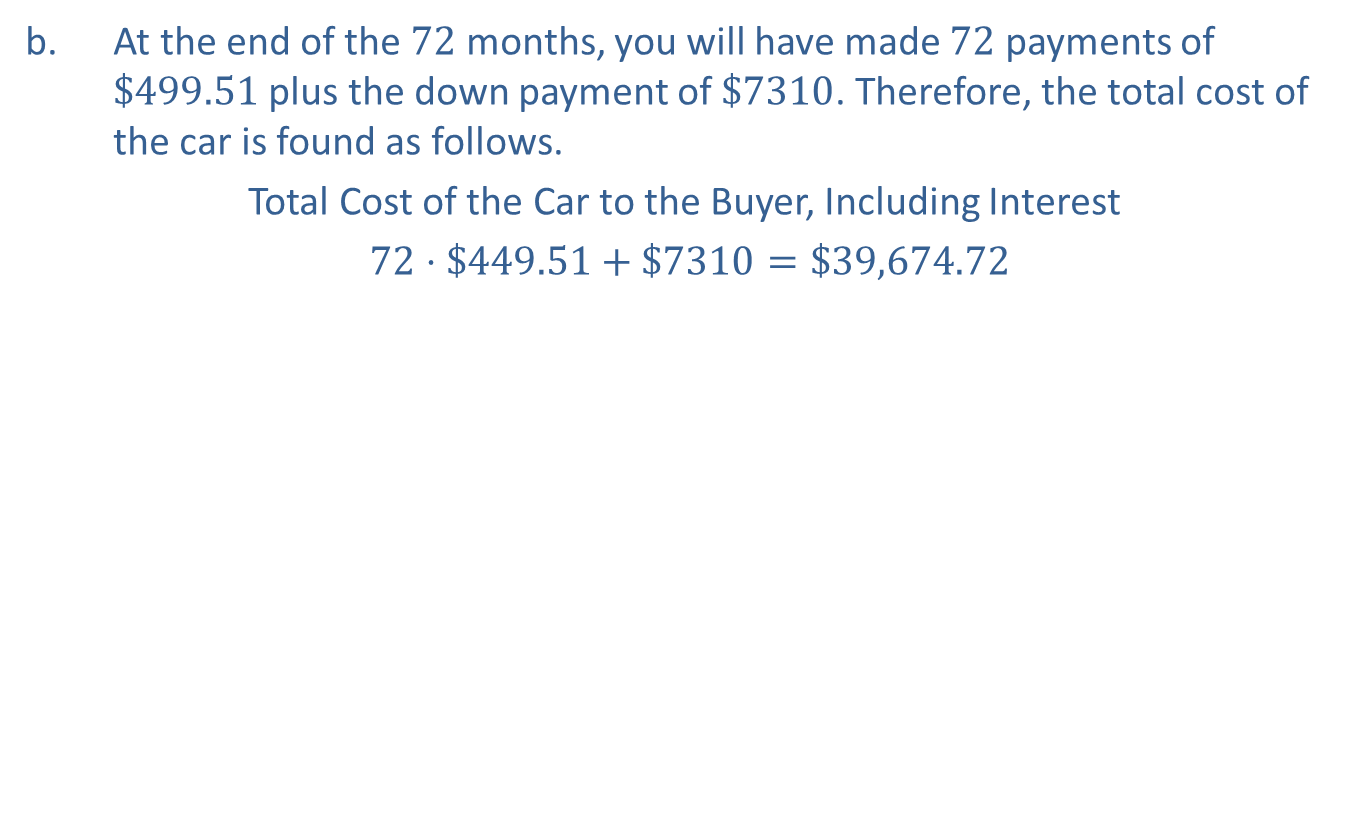 b. At the end of the 72 months, you will have made 72 payments of
$499.51 plus the down payment of $7310. Therefore, the total cost of
the car is found as follows.
Total Cost of the Car to the Buyer, Including Interest
72 · $449.51 + $7310 = $39,674.72